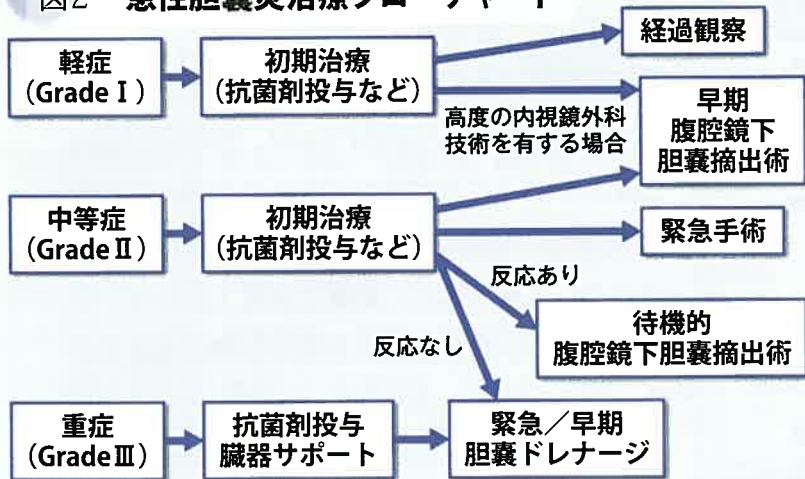 図2 急性胆嚢炎治療フローチャート
軽症
（GradeⅠ）
初期治療
（抗菌剤投与など）
経過観察
高度の内視鏡外科
技術を有する場合
早期
腹腔鏡下
胆嚢摘出術
中等症
（GradeⅡ）
初期治療
（抗菌剤投与など）
緊急手術
反応あり
待機的
腹腔鏡下胆嚢摘出術
反応なし
重症
（GradeⅢ）
抗菌剤投与
臓器サポート
緊急／早期
胆嚢ドレナージ